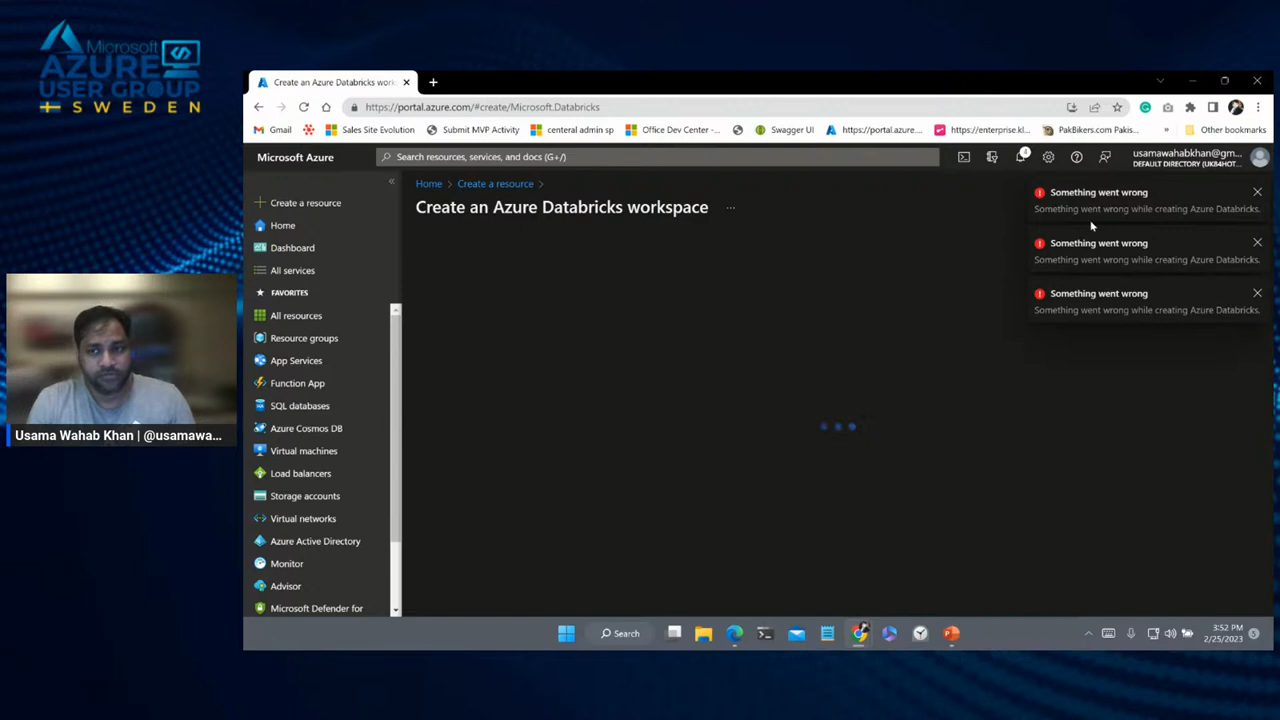 Microsoft
AZURE
USER GROUP
SWEDEN
Create an Azure Databricks work
https://portal.azure.com/#create/Microsoft.Databricks
Gmail
Sales Site Evolution
Submit MVP Activity
centeral admin sp
Office Dev Center -...
Swagger UI
https://portal.azure....
https://enterprise.kl...
PakBikers.com Pakis...
»
Other bookmarks
Microsoft Azure
Search resources, services, and docs (G+/)
4
usamawahabkhan@gm...
DEFAULT DIRECTORY (UK84HOT...
«
Create a resource
Home
Dashboard
All services
FAVORITES
All resources
Resource groups
App Services
Function App
SQL databases
Azure Cosmos DB
Virtual machines
Load balancers
Storage accounts
Virtual networks
Azure Active Directory
Monitor
Advisor
Microsoft Defender for
Home > Create a resource >
Create an Azure Databricks workspace ...
Something went wrong
Something went wrong while creating Azure Databricks.
Something went wrong
Something went wrong while creating Azure Databricks.
Something went wrong
Something went wrong while creating Azure Databricks.
Usama Wahab Khan | @usamawa...
Search
3:52 PM
2/25/2023
5